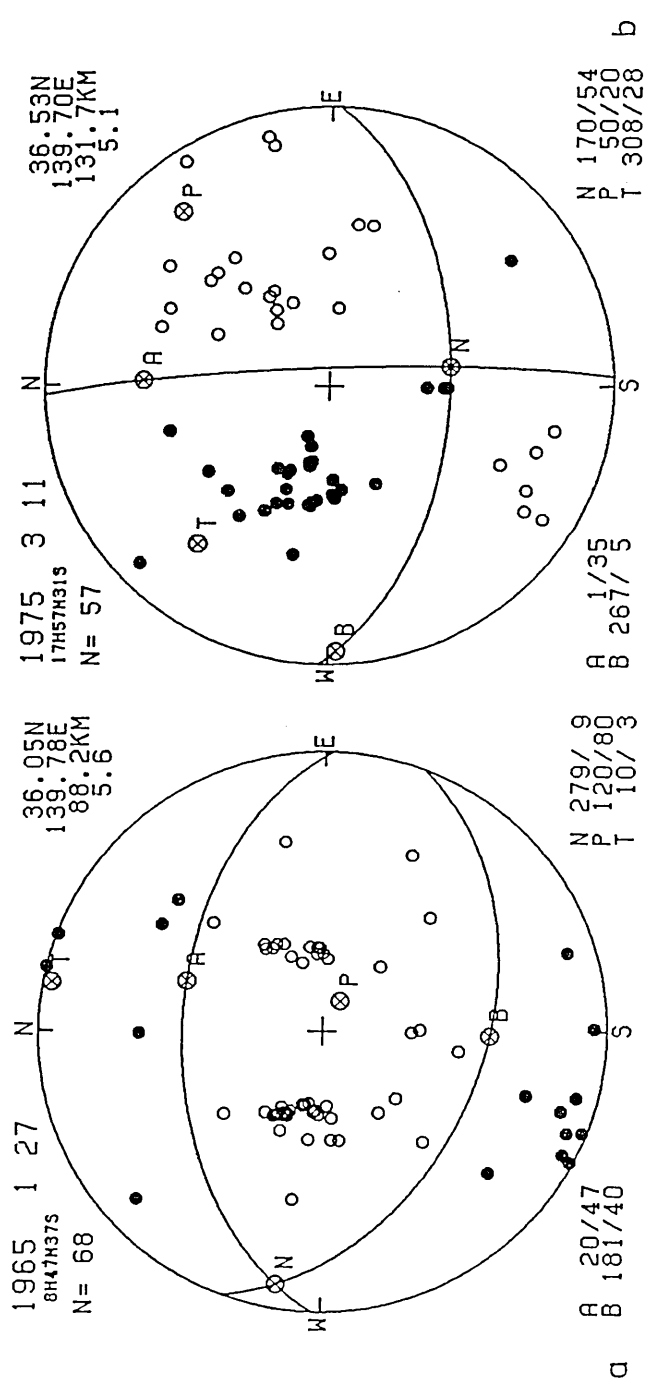 a
1965 1 27
8H47M37S
N= 68
36.05N
139.78E
88.2KM
5.6
N
T
A
P
W
E
N
B
S
A 20/47
B 181/40
N 279/ 9
P 120/80
T 10/ 3
b
1975 3 11
17H57M31S
N= 57
36.53N
139.70E
131.7KM
5.1
N
A
P
T
W
E
B
N
S
A 1/35
B 267/ 5
N 170/54
P 50/20
T 308/28